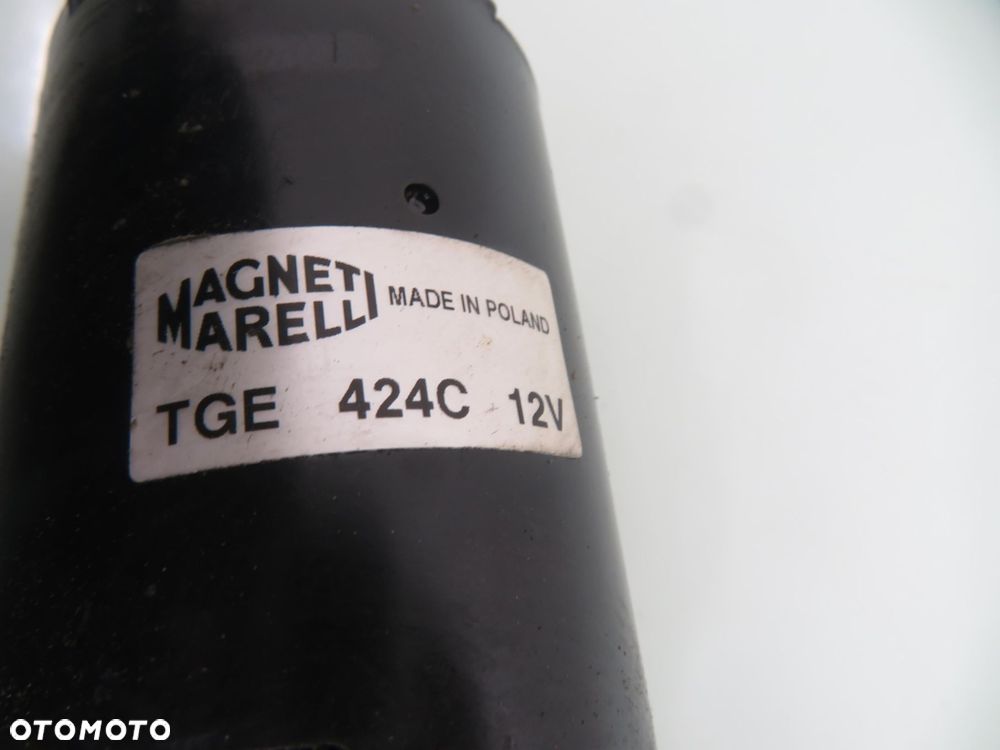 MAGNETI
MARELLI
MADE IN POLAND
TGE 424C 12V
OTOMOTO